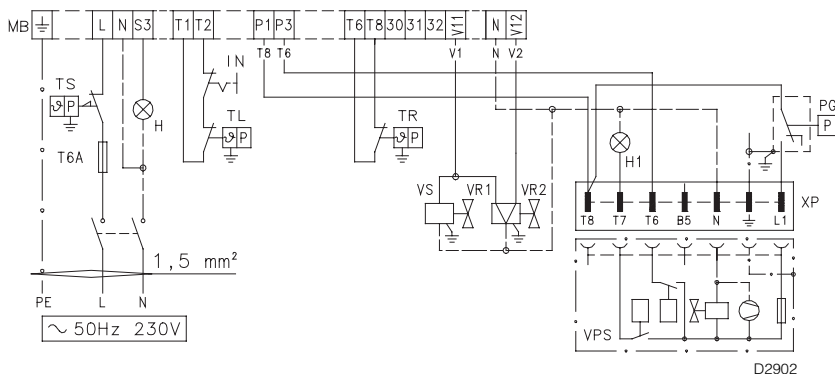 MB L N S3 T1 T2 P1 P3 T6 T8 30 31 32 V11 N V12
T8 T6 V1 N V2
IN
TS
ϑ P
H
TL
ϑ P
TR
ϑ P
PG
P
T6A
H1
VS VR1 VR2
XP
T8 T7 T6 B5 N L1
1,5 mm²
PE L N
~ 50Hz 230V
VPS
D2902